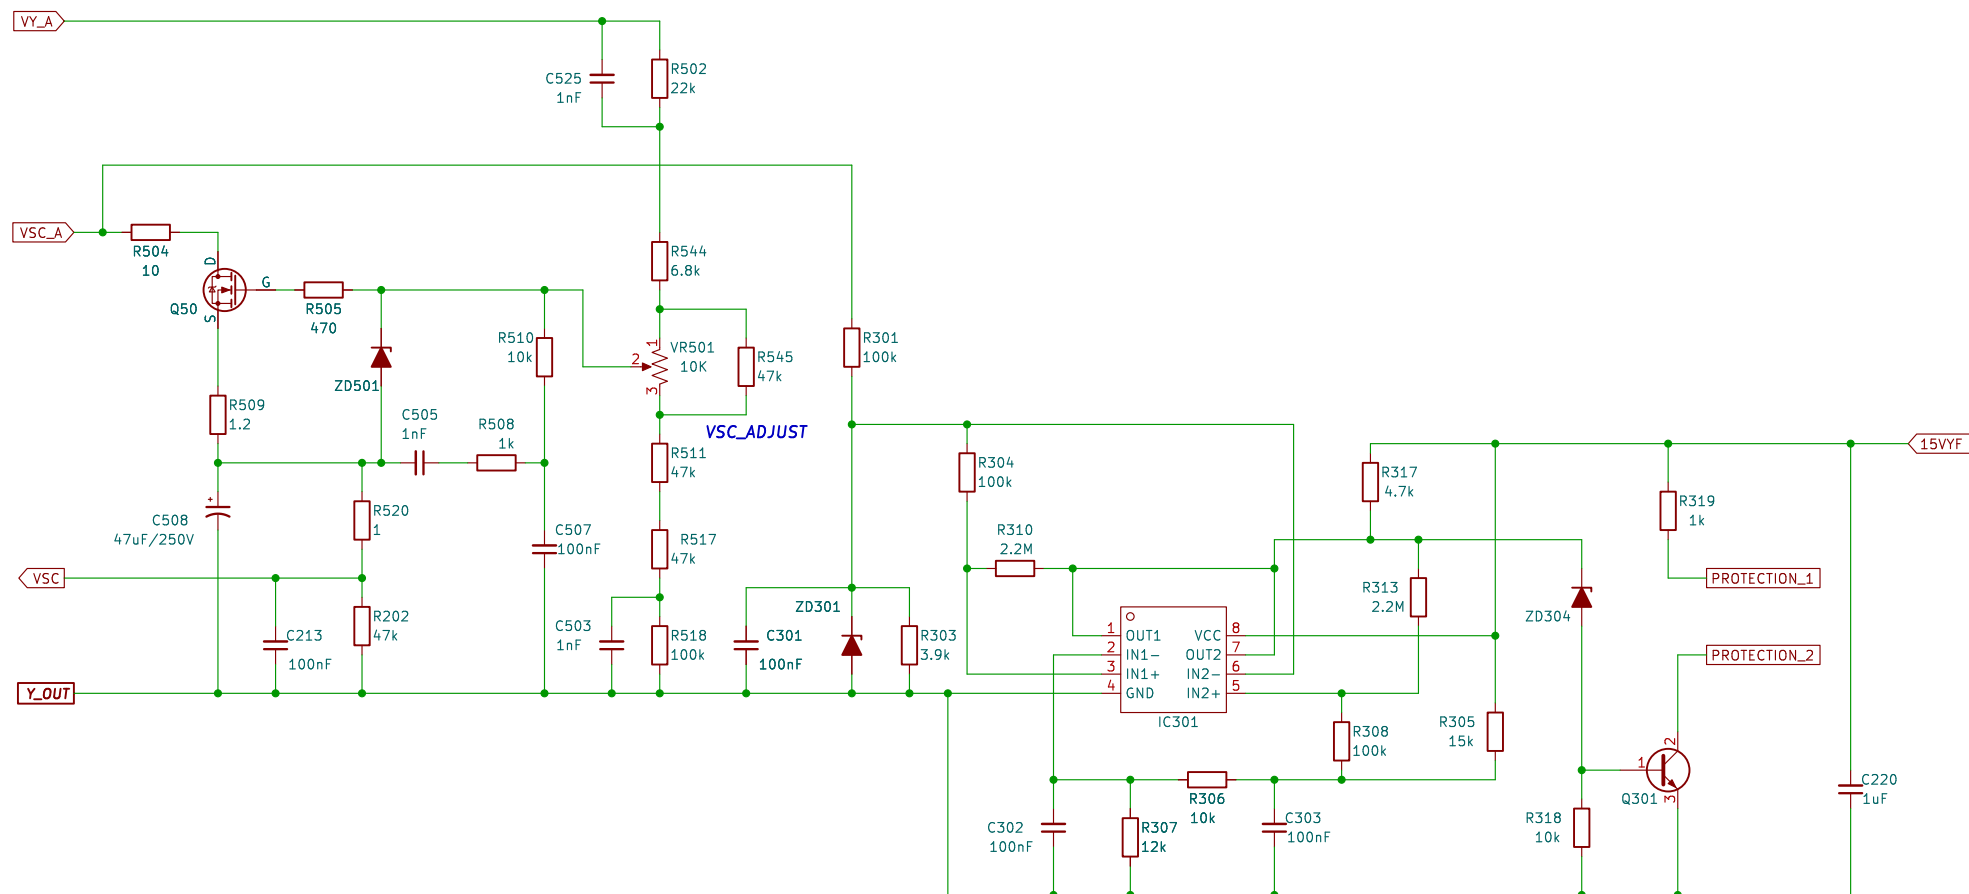 VY_A
C525
1nF
R502
22k
VSC_A
R504
10
D
G
S
Q50
R505
470
R544
6.8k
R510
10k
1
2
3
VR501
10K
R545
47k
R301
100k
ZD501
R509
1.2
C505
1nF
R508
1k
VSC_ADJUST
R511
47k
R304
100k
R317
4.7k
15VYF
R319
1k
+
C508
47uF/250V
R520
1
C507
100nF
R517
47k
R310
2.2M
R313
2.2M
VSC
PROTECTION_1
ZD304
C213
100nF
R202
47k
C503
1nF
R518
100k
ZD301
C301
100nF
R303
3.9k
1 OUT1 VCC 8
2 IN1- OUT2 7
3 IN1+ IN2- 6
4 GND IN2+ 5
IC301
PROTECTION_2
Y_OUT
R308
100k
R305
15k
2
1
3
Q301
R306
10k
C302
100nF
R307
12k
C303
100nF
R318
10k
C220
1uF